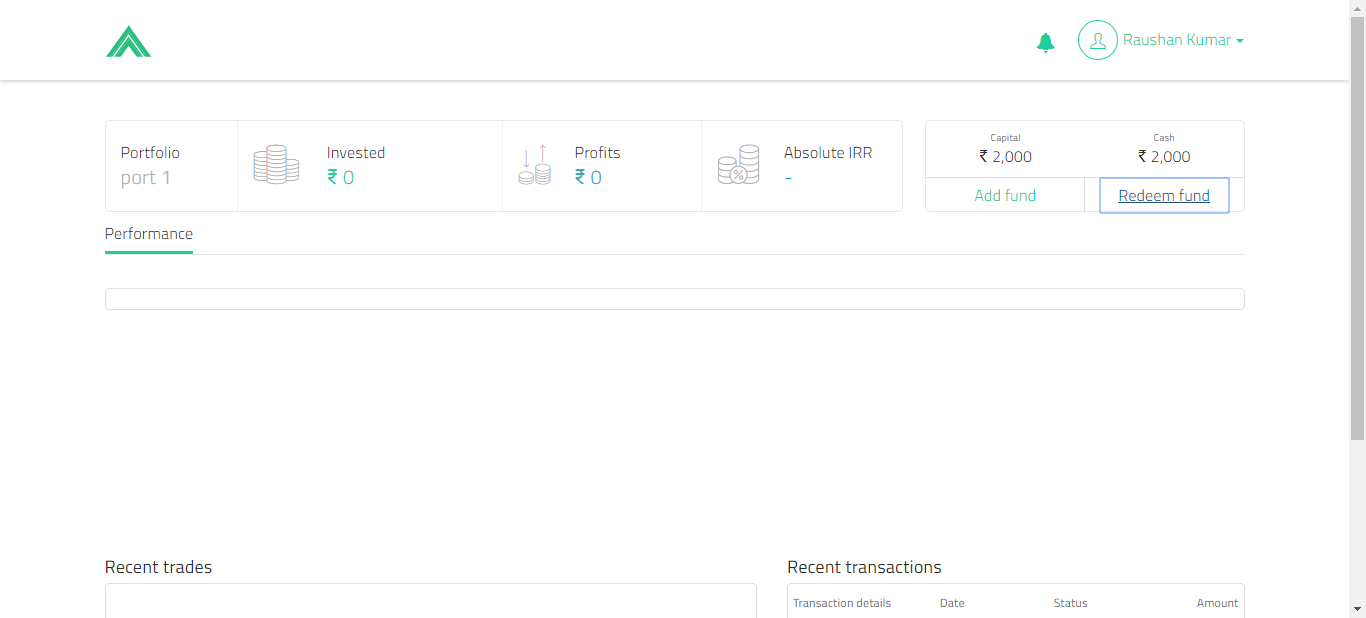 Raushan Kumar
Portfolio
port 1
Invested
₹ 0
Profits
₹ 0
Absolute IRR
-
Capital
₹ 2,000
Cash
₹ 2,000
Add fund
Redeem fund
Performance
Recent trades
Recent transactions
Transaction details Date Status Amount